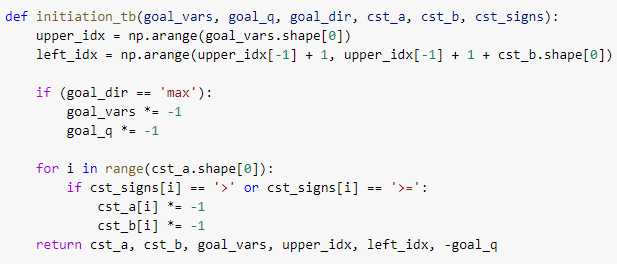 def initiation_tb(goal_vars, goal_q, goal_dir, cst_a, cst_b, cst_signs):
    upper_idx = np.arange(goal_vars.shape[0])
    left_idx = np.arange(upper_idx[-1] + 1, upper_idx[-1] + 1 + cst_b.shape[0])
    if (goal_dir == 'max'):
        goal_vars *= -1
        goal_q *= -1
    for i in range(cst_a.shape[0]):
        if cst_signs[i] == '>' or cst_signs[i] == '>=':
            cst_a[i] *= -1
            cst_b[i] *= -1
    return cst_a, cst_b, goal_vars, upper_idx, left_idx, -goal_q